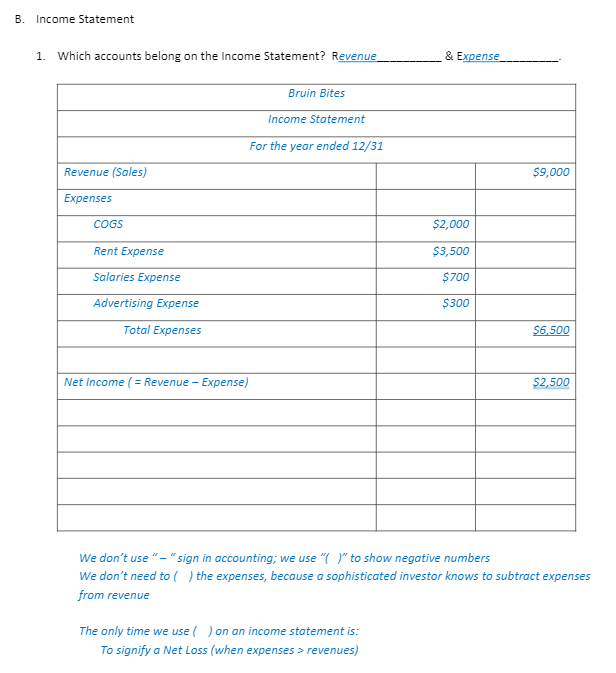 B. Income Statement
1. Which accounts belong on the Income Statement? Revenue__________ & Expense_________.
Bruin Bites
Income Statement
For the year ended 12/31
Revenue (Sales) $9,000
Expenses
COGS $2,000
Rent Expense $3,500
Salaries Expense $700
Advertising Expense $300
Total Expenses $6,500
Net Income ( = Revenue – Expense) $2,500
We don't use “ – “ sign in accounting; we use “(   )” to show negative numbers
We don't need to (   ) the expenses, because a sophisticated investor knows to subtract expenses
from revenue
The only time we use (   ) on an income statement is:
To signify a Net Loss (when expenses > revenues)